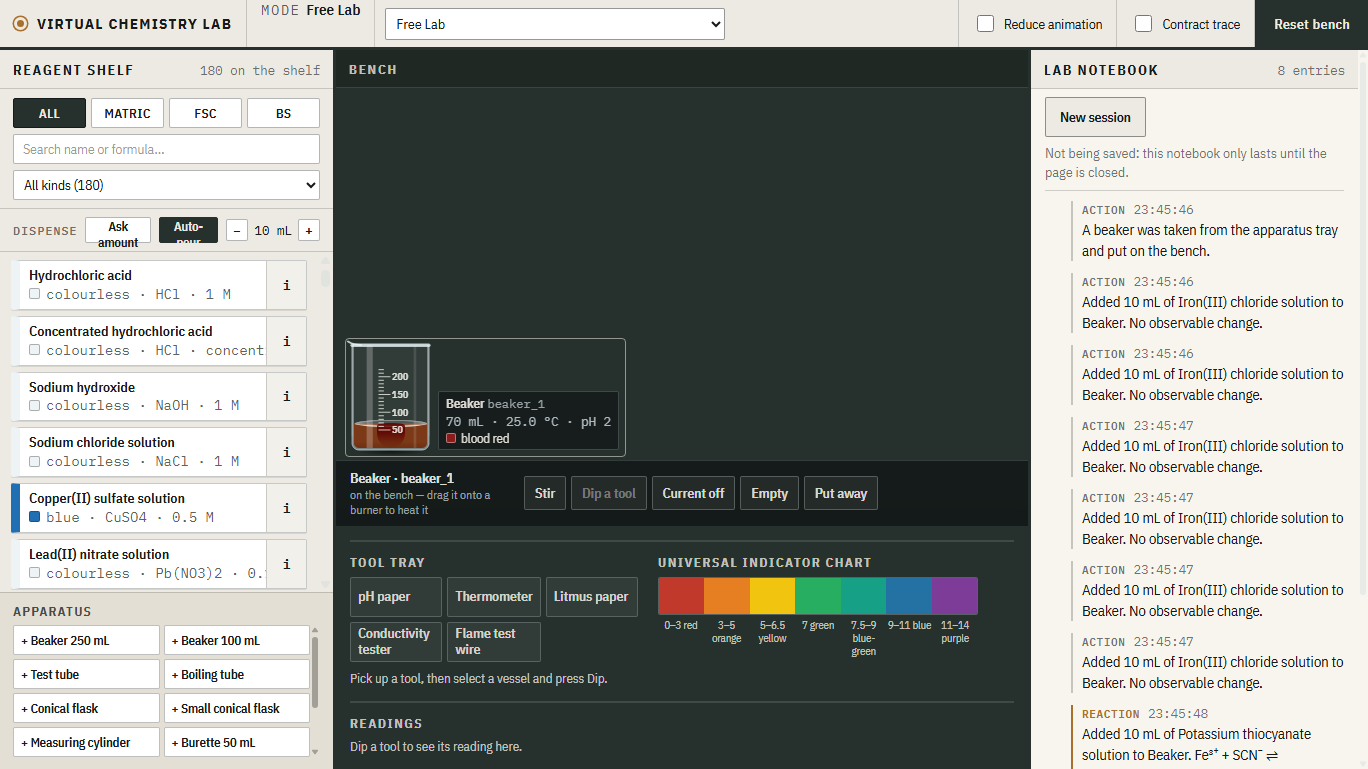 VIRTUAL CHEMISTRY LAB
MODE Free Lab
Free Lab
Reduce animation
Contract trace
Reset bench
REAGENT SHELF
180 on the shelf
ALL
MATRIC
FSC
BS
Search name or formula...
All kinds (180)
DISPENSE
Ask amount
Auto-pour
−
10 mL
+
Hydrochloric acid
colourless · HCl · 1 M
i
Concentrated hydrochloric acid
colourless · HCl · concent
i
Sodium hydroxide
colourless · NaOH · 1 M
i
Sodium chloride solution
colourless · NaCl · 1 M
i
Copper(II) sulfate solution
blue · CuSO4 · 0.5 M
i
Lead(II) nitrate solution
colourless · Pb(NO3)2 · 0.
i
APPARATUS
+ Beaker 250 mL
+ Beaker 100 mL
+ Test tube
+ Boiling tube
+ Conical flask
+ Small conical flask
+ Measuring cylinder
+ Burette 50 mL
BENCH
200
150
100
50
Beaker beaker_1
70 mL · 25.0 °C · pH 2
blood red
Beaker · beaker_1
on the bench — drag it onto a
burner to heat it
Stir
Dip a tool
Current off
Empty
Put away
TOOL TRAY
pH paper
Thermometer
Litmus paper
Conductivity
tester
Flame test
wire
Pick up a tool, then select a vessel and press Dip.
UNIVERSAL INDICATOR CHART
0–3 red
3–5
orange
5–6.5
yellow
7 green
7.5–9
blue-
green
9–11 blue
11–14
purple
READINGS
Dip a tool to see its reading here.
LAB NOTEBOOK
8 entries
New session
Not being saved: this notebook only lasts until the
page is closed.
ACTION 23:45:46
A beaker was taken from the apparatus tray
and put on the bench.
ACTION 23:45:46
Added 10 mL of Iron(III) chloride solution to
Beaker. No observable change.
ACTION 23:45:46
Added 10 mL of Iron(III) chloride solution to
Beaker. No observable change.
ACTION 23:45:47
Added 10 mL of Iron(III) chloride solution to
Beaker. No observable change.
ACTION 23:45:47
Added 10 mL of Iron(III) chloride solution to
Beaker. No observable change.
ACTION 23:45:47
Added 10 mL of Iron(III) chloride solution to
Beaker. No observable change.
ACTION 23:45:47
Added 10 mL of Iron(III) chloride solution to
Beaker. No observable change.
REACTION 23:45:48
Added 10 mL of Potassium thiocyanate
solution to Beaker. Fe³⁺ + SCN⁻ ⇌